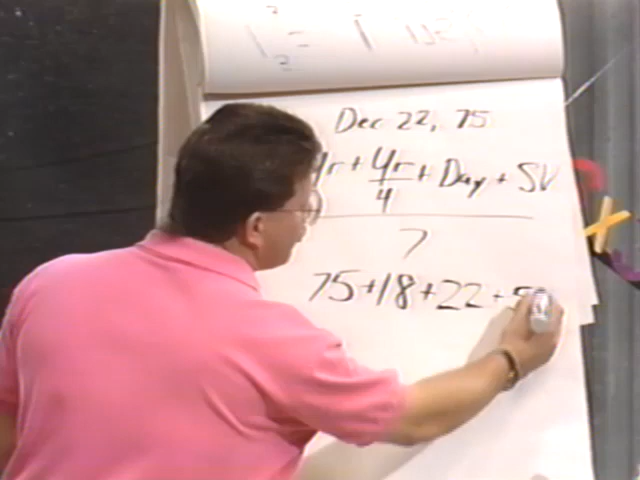 Dec 22, 75
Yr + Yr/4 + Day + SV
7
75+18+22+5